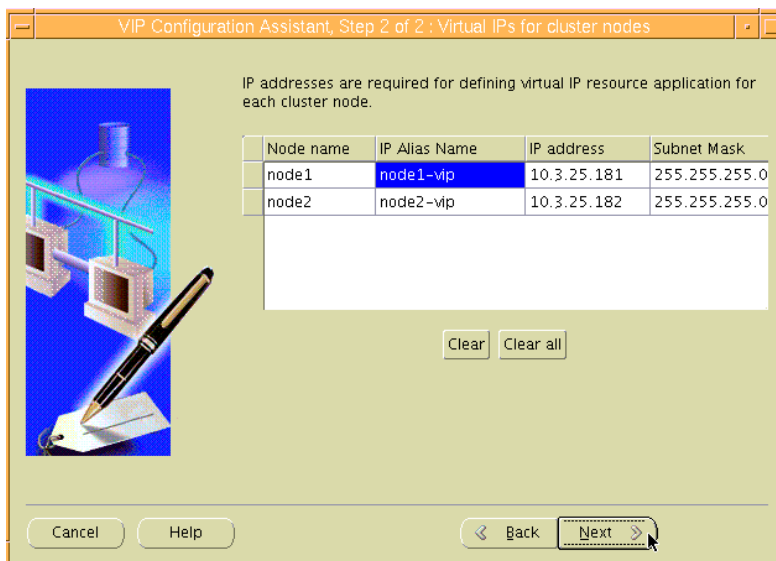 VIP Configuration Assistant, Step 2 of 2 : Virtual IPs for cluster nodes
IP addresses are required for defining virtual IP resource application for
each cluster node.
Node name IP Alias Name IP address Subnet Mask
node1 node1-vip 10.3.25.181 255.255.255.0
node2 node2-vip 10.3.25.182 255.255.255.0
Clear Clear all
Cancel Help Back Next